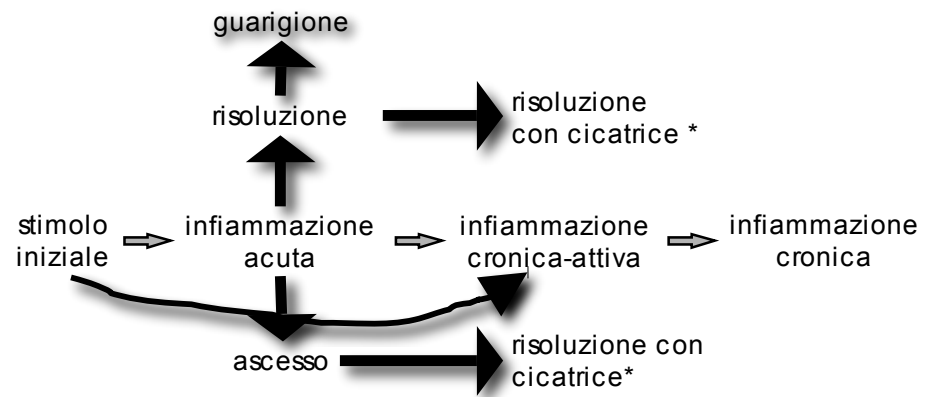 guarigione
risoluzione
risoluzione
con cicatrice *
stimolo
iniziale
infiammazione
acuta
infiammazione
cronica-attiva
infiammazione
cronica
ascesso
risoluzione con
cicatrice*